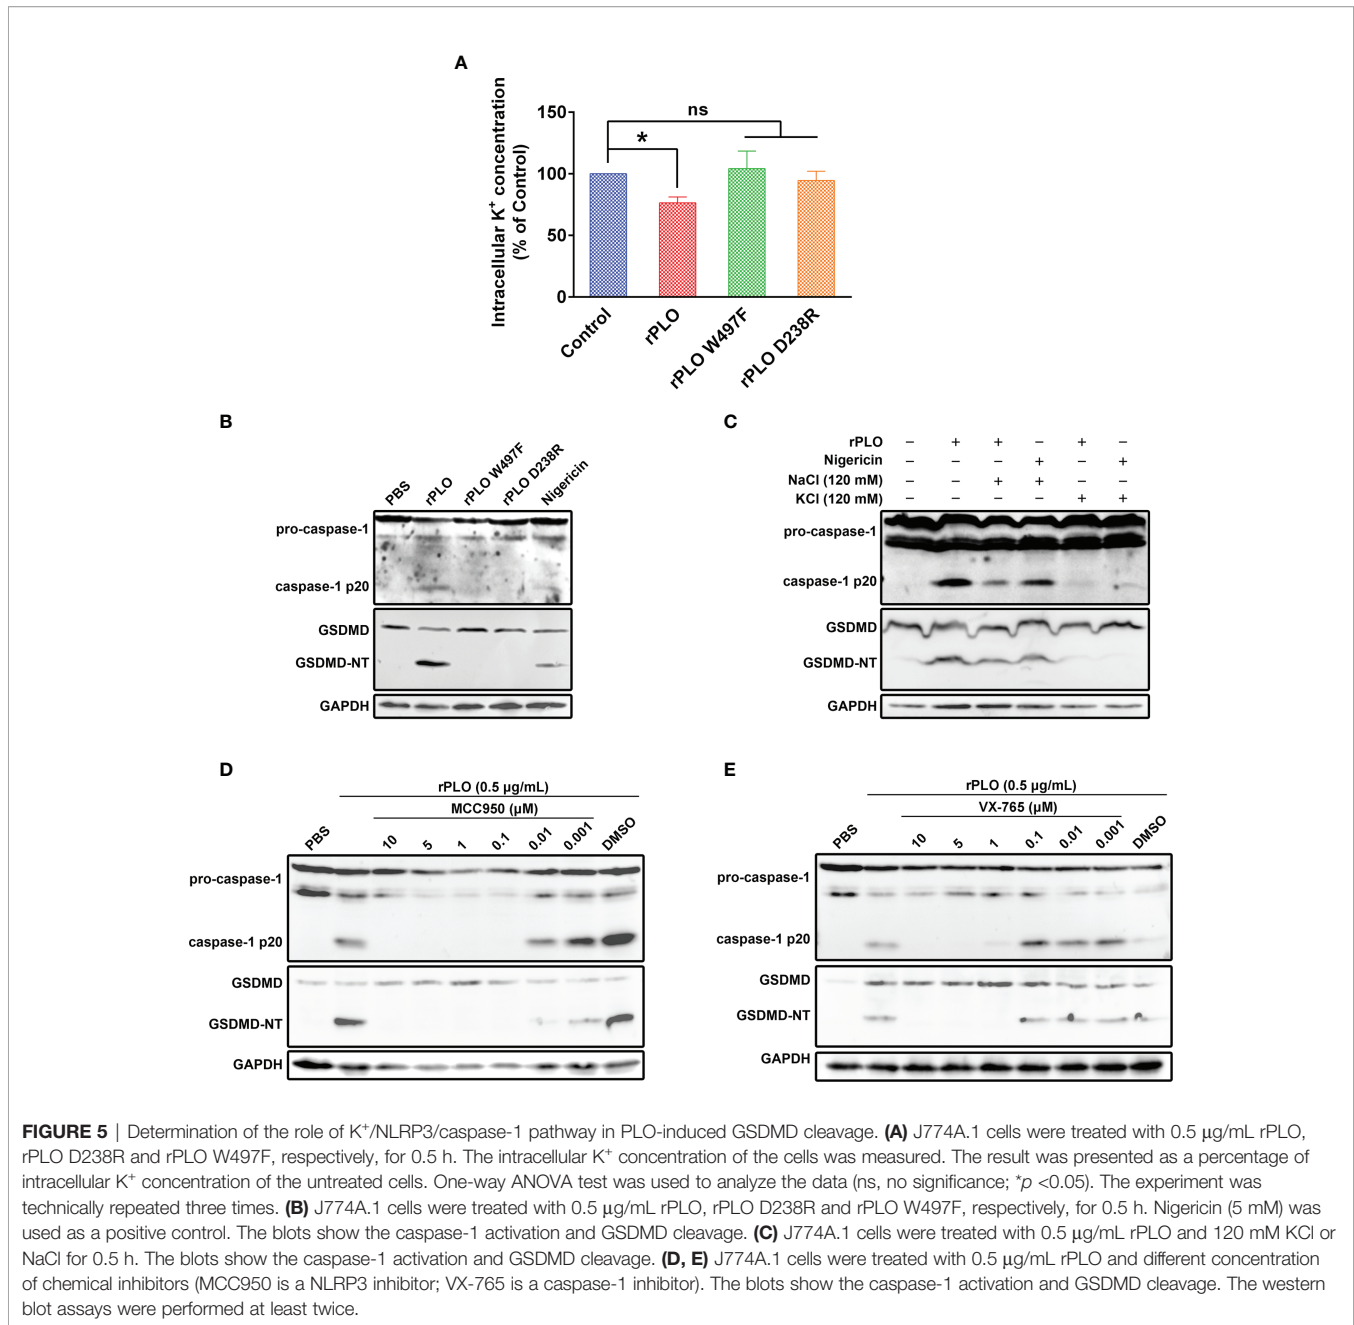 A
Intracellular K+ concentration
(% of Control)
150
100
50
0
ns
*
Control
rPLO
rPLO W497F
rPLO D238R
B
PBS
rPLO
rPLO W497F
rPLO D238R
Nigericin
pro-caspase-1
caspase-1 p20
GSDMD
GSDMD-NT
GAPDH
C
rPLO – + + – + –
Nigericin – – – + – +
NaCl (120 mM) – – + + – –
KCl (120 mM) – – – – + +
pro-caspase-1
caspase-1 p20
GSDMD
GSDMD-NT
GAPDH
D
rPLO (0.5 μg/mL)
MCC950 (μM)
PBS 10 5 1 0.1 0.01 0.001 DMSO
pro-caspase-1
caspase-1 p20
GSDMD
GSDMD-NT
GAPDH
E
rPLO (0.5 μg/mL)
VX-765 (μM)
PBS 10 5 1 0.1 0.01 0.001 DMSO
pro-caspase-1
caspase-1 p20
GSDMD
GSDMD-NT
GAPDH
FIGURE 5 | Determination of the role of K+/NLRP3/caspase-1 pathway in PLO-induced GSDMD cleavage. (A) J774A.1 cells were treated with 0.5 μg/mL rPLO,
rPLO D238R and rPLO W497F, respectively, for 0.5 h. The intracellular K+ concentration of the cells was measured. The result was presented as a percentage of
intracellular K+ concentration of the untreated cells. One-way ANOVA test was used to analyze the data (ns, no significance; *p <0.05). The experiment was
technically repeated three times. (B) J774A.1 cells were treated with 0.5 μg/mL rPLO, rPLO D238R and rPLO W497F, respectively, for 0.5 h. Nigericin (5 mM) was
used as a positive control. The blots show the caspase-1 activation and GSDMD cleavage. (C) J774A.1 cells were treated with 0.5 μg/mL rPLO and 120 mM KCl or
NaCl for 0.5 h. The blots show the caspase-1 activation and GSDMD cleavage. (D, E) J774A.1 cells were treated with 0.5 μg/mL rPLO and different concentration
of chemical inhibitors (MCC950 is a NLRP3 inhibitor; VX-765 is a caspase-1 inhibitor). The blots show the caspase-1 activation and GSDMD cleavage. The western
blot assays were performed at least twice.